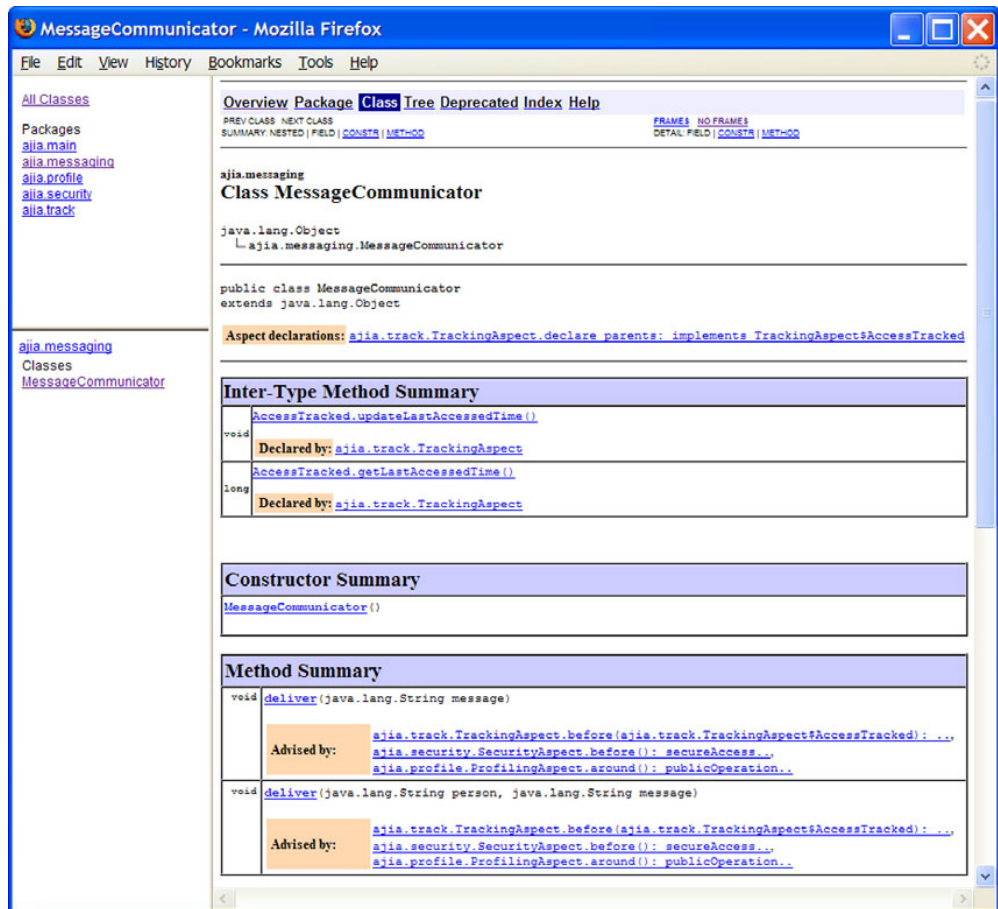 MessageCommunicator - Mozilla Firefox
File Edit View History Bookmarks Tools Help
All Classes
Packages
ajia.main
ajia.messaging
ajia.profile
ajia.security
ajia.track
ajia.messaging
Classes
MessageCommunicator
Overview Package Class Tree Deprecated Index Help
PREV CLASS NEXT CLASS FRAMES NO FRAMES
SUMMARY: NESTED | FIELD | CONSTR | METHOD DETAIL: FIELD | CONSTR | METHOD
ajia.messaging
Class MessageCommunicator
java.lang.Object
ajia.messaging.MessageCommunicator
public class MessageCommunicator
extends java.lang.Object
Aspect declarations: ajia.track.TrackingAspect.declare parents: implements TrackingAspect$AccessTracked
Inter-Type Method Summary
AccessTracked.updateLastAccessedTime()
void
Declared by: ajia.track.TrackingAspect
AccessTracked.getLastAccessedTime()
long
Declared by: ajia.track.TrackingAspect
Constructor Summary
MessageCommunicator()
Method Summary
void deliver(java.lang.String message)
ajia.track.TrackingAspect.before(ajia.track.TrackingAspect$AccessTracked): ..,
Advised by: ajia.security.SecurityAspect.before(): secureAccess..,
ajia.profile.ProfilingAspect.around(): publicOperation..
void deliver(java.lang.String person, java.lang.String message)
ajia.track.TrackingAspect.before(ajia.track.TrackingAspect$AccessTracked): ..,
Advised by: ajia.security.SecurityAspect.before(): secureAccess..,
ajia.profile.ProfilingAspect.around(): publicOperation..